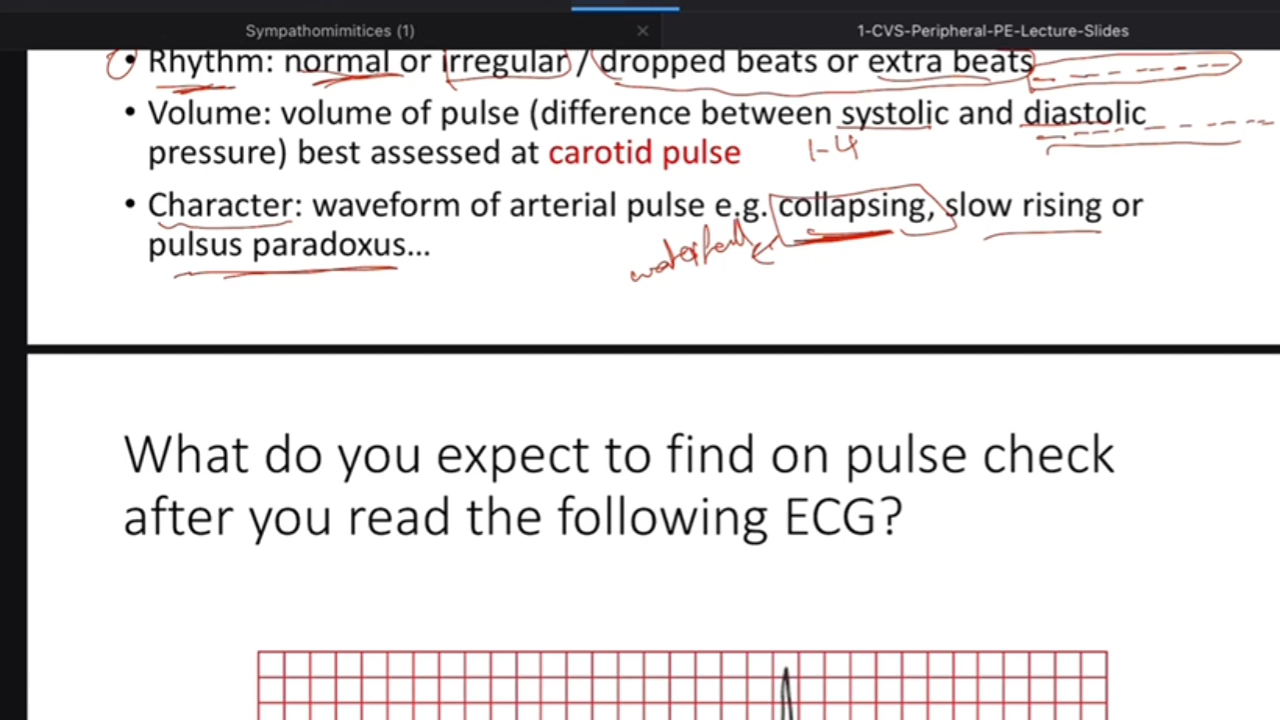 Sympathomimitices (1)
1-CVS-Peripheral-PE-Lecture-Slides
• Rhythm: normal or irregular / dropped beats or extra beats
• Volume: volume of pulse (difference between systolic and diastolic
pressure) best assessed at carotid pulse
1-4
• Character: waveform of arterial pulse e.g. collapsing, slow rising or
pulsus paradoxus...
waterfall
What do you expect to find on pulse check
after you read the following ECG?